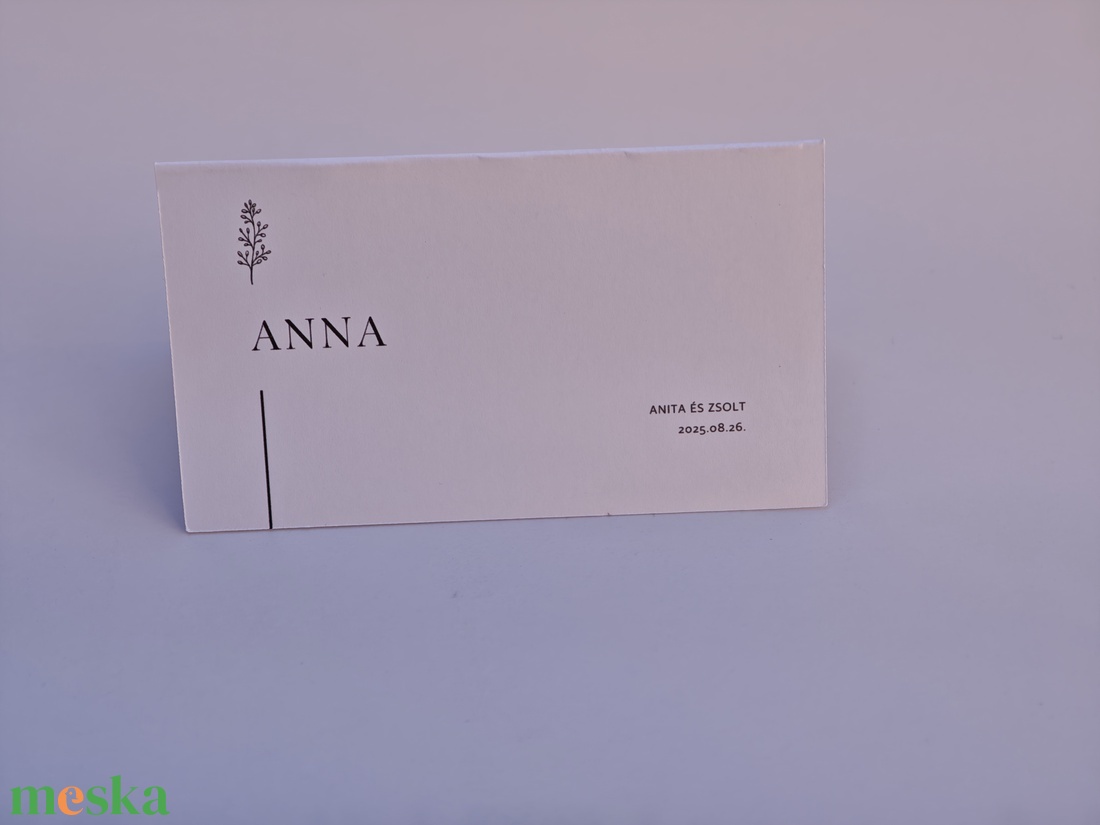 ANNA
ANITA ÉS ZSOLT
2025.08.26.
meska